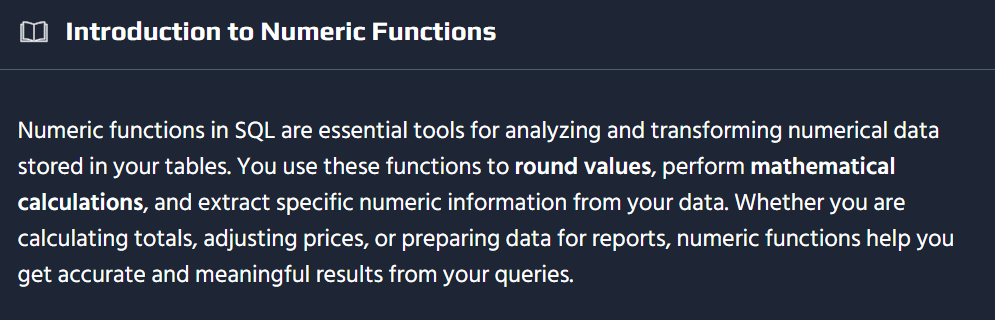 Introduction to Numeric Functions
Numeric functions in SQL are essential tools for analyzing and transforming numerical data
stored in your tables. You use these functions to round values, perform mathematical
calculations, and extract specific numeric information from your data. Whether you are
calculating totals, adjusting prices, or preparing data for reports, numeric functions help you
get accurate and meaningful results from your queries.